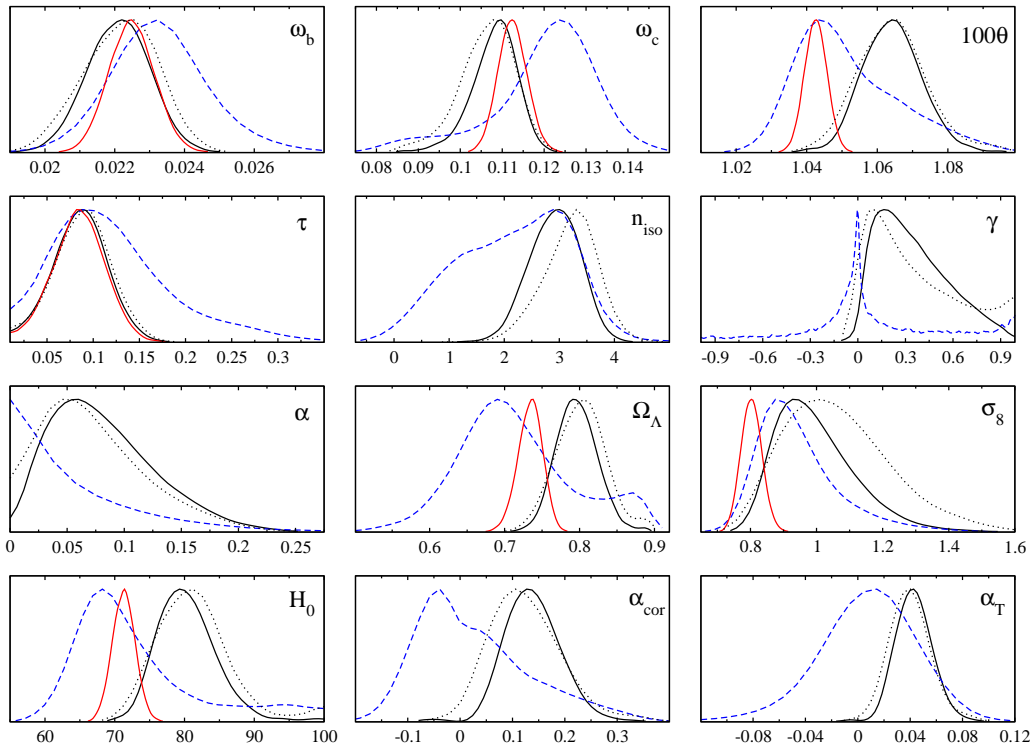 ω_b
0.02 0.022 0.024 0.026
ω_c
0.08 0.09 0.1 0.11 0.12 0.13 0.14
100θ
1.02 1.04 1.06 1.08
τ
0.05 0.1 0.15 0.2 0.25 0.3
n_iso
0 2 4
γ
-0.9 -0.6 -0.3 0 0.3 0.6 0.9
α
0 0.05 0.1 0.15 0.2 0.25
Ω_Λ
0.6 0.7 0.8 0.9
σ_8
0.8 1 1.2 1.4 1.6
H_0
60 70 80 90 100
α_cor
-0.1 0 0.1 0.2 0.3
α_T
-0.08 -0.04 0 0.04 0.08 0.12